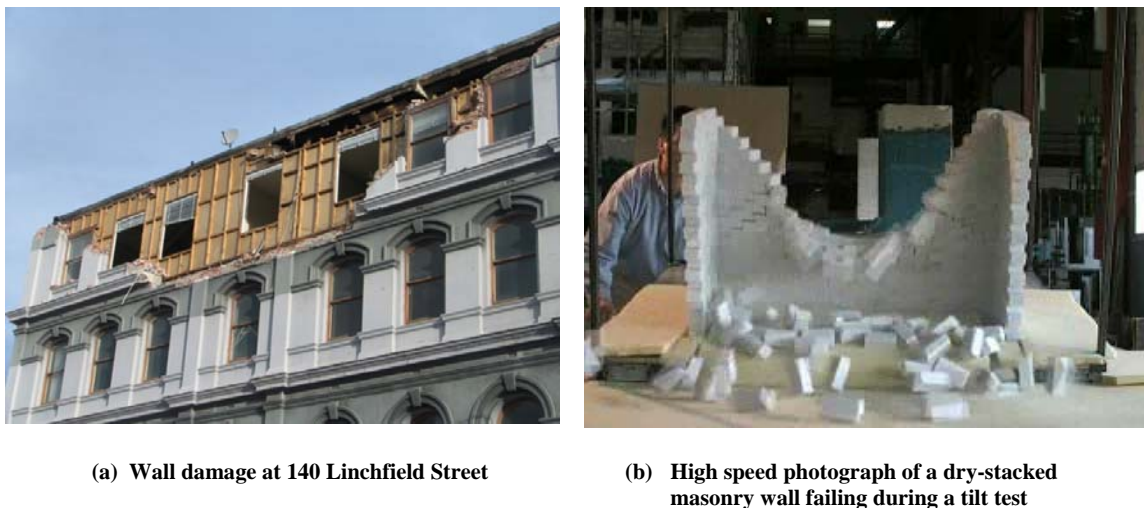 (a) Wall damage at 140 Linchfield Street
(b) High speed photograph of a dry-stacked
masonry wall failing during a tilt test